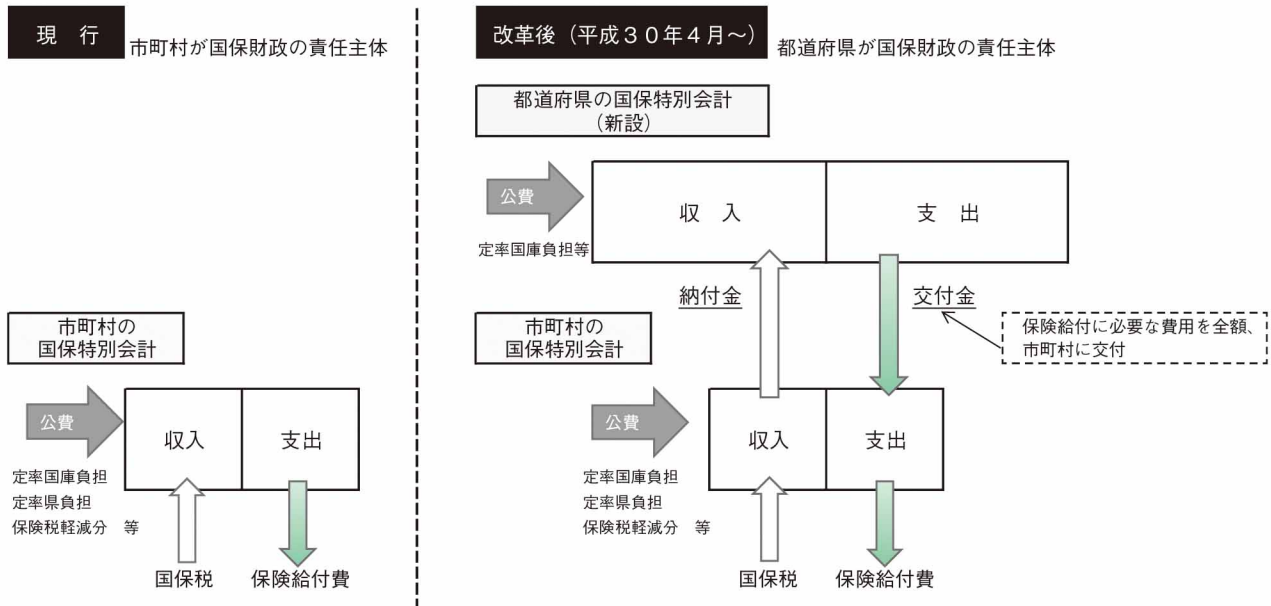 現　行
市町村が国保財政の責任主体
市町村の
国保特別会計
公費
収入
支出
定率国庫負担
定率県負担
保険税軽減分　等
国保税
保険給付費
改革後（平成３０年４月～）
都道府県が国保財政の責任主体
都道府県の国保特別会計
（新設）
公費
定率国庫負担等
収　入
支　出
納付金
交付金
保険給付に必要な費用を全額、
市町村に交付
市町村の
国保特別会計
公費
収入
支出
定率国庫負担
定率県負担
保険税軽減分　等
国保税
保険給付費